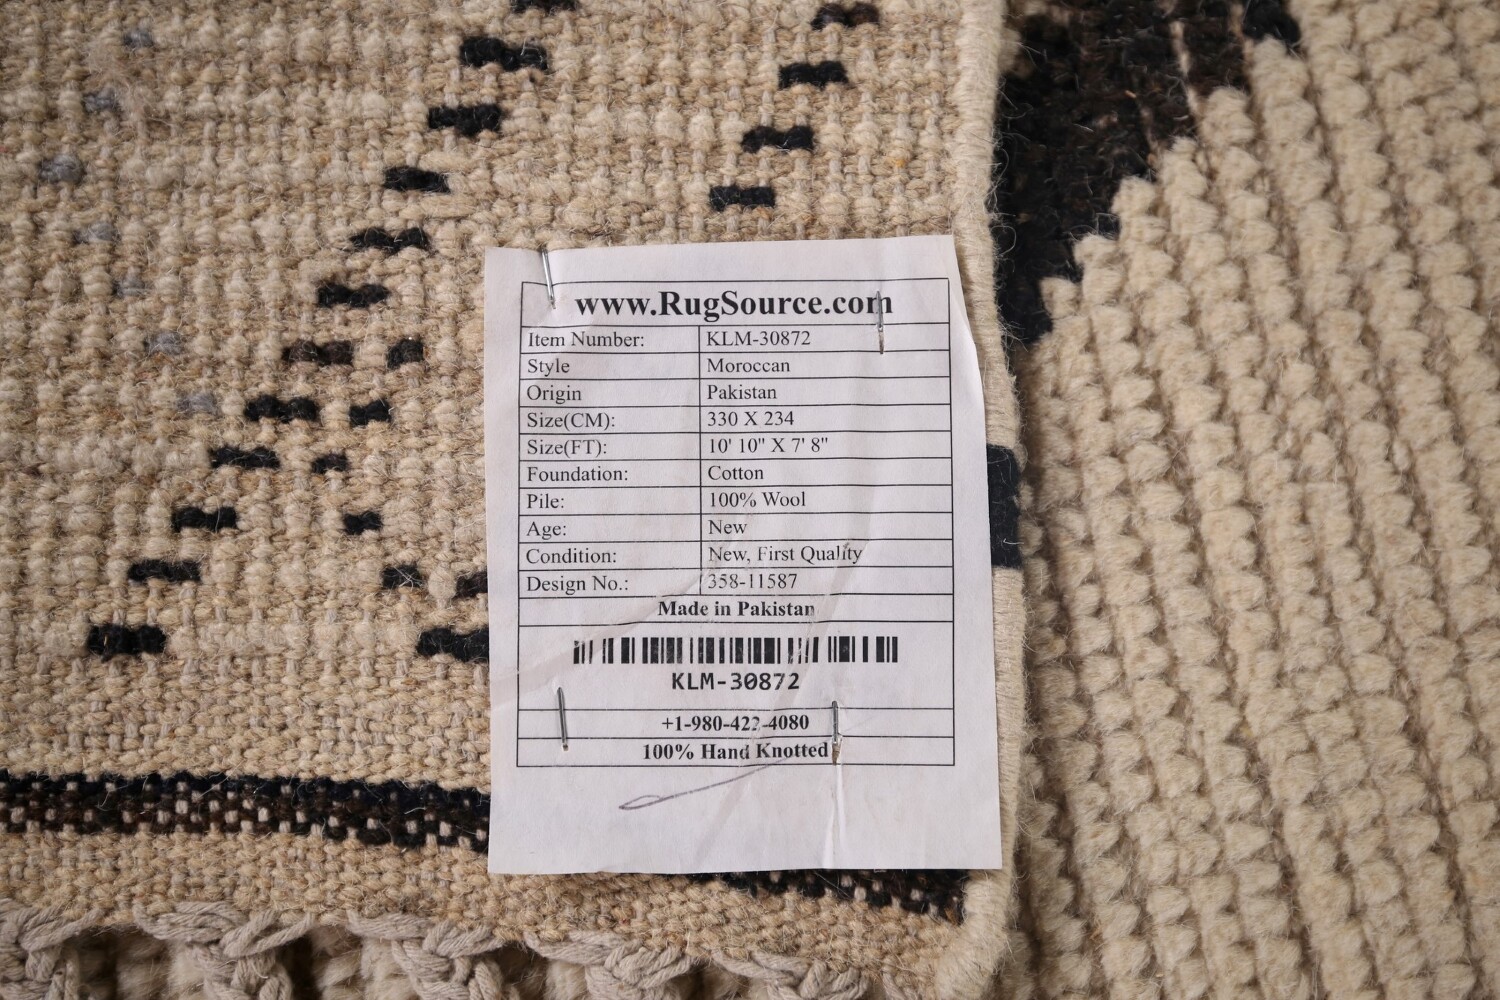 www.RugSource.com
Item Number: KLM-30872
Style Moroccan
Origin Pakistan
Size(CM): 330 X 234
Size(FT): 10' 10" X 7' 8"
Foundation: Cotton
Pile: 100% Wool
Age: New
Condition: New, First Quality
Design No.: 358-11587
Made in Pakistan
KLM-30872
+1-980-422-4080
100% Hand Knotted